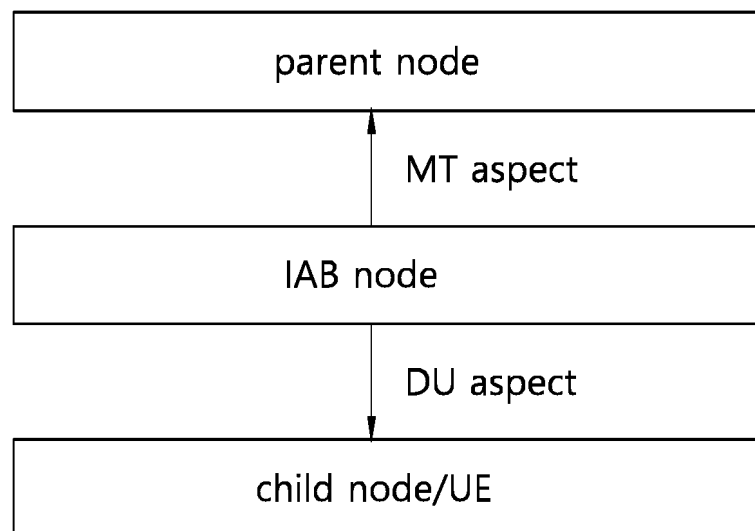 parent node
MT aspect
IAB node
DU aspect
child node/UE